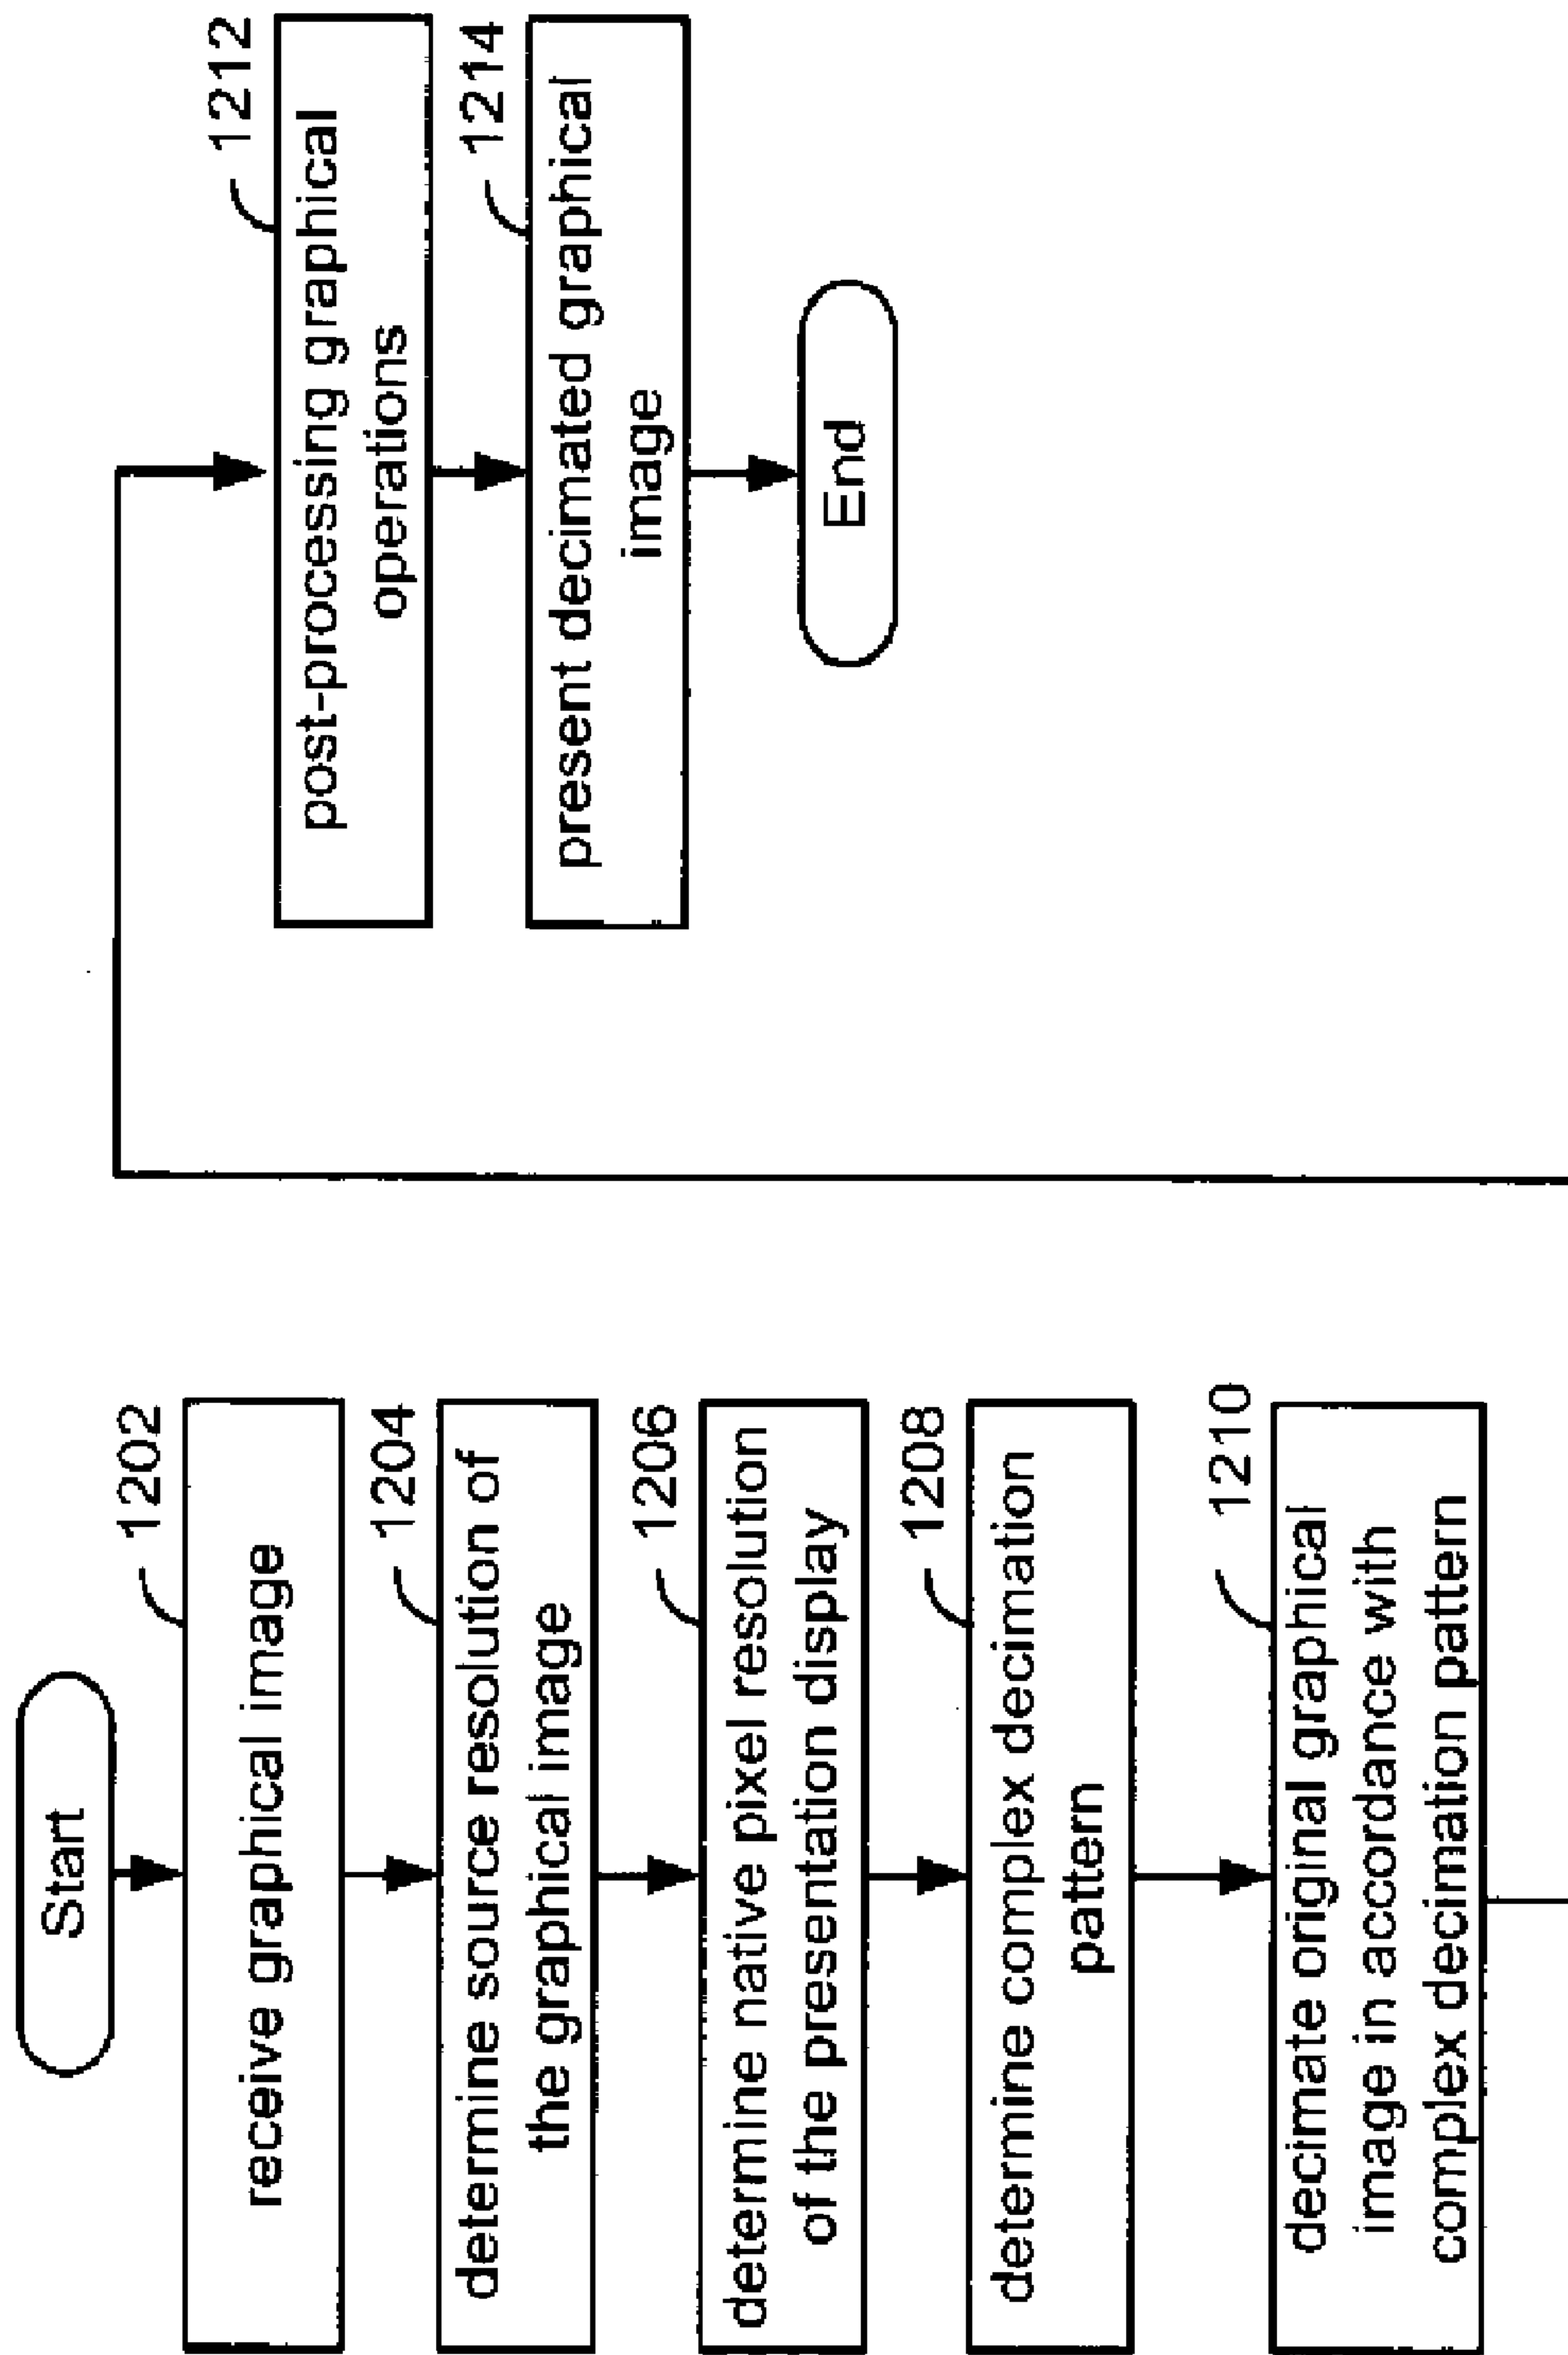 Start
1202
receive graphical image
1204
determine source resolution of
the graphical image
1206
determine native pixel resolution
of the presentation display
1208
determine complex decimation
pattern
1210
decimate original graphical
image in accordance with
complex decimation pattern
1212
post-processing graphical
operations
1214
present decimated graphical
image
End